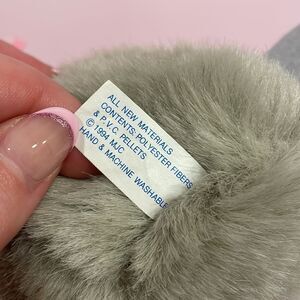 ALL NEW MATERIALS
CONTENTS: POLYESTER FIBERS
& P.V.C. PELLETS
© 1994 MJC
HAND & MACHINE WASHABLE